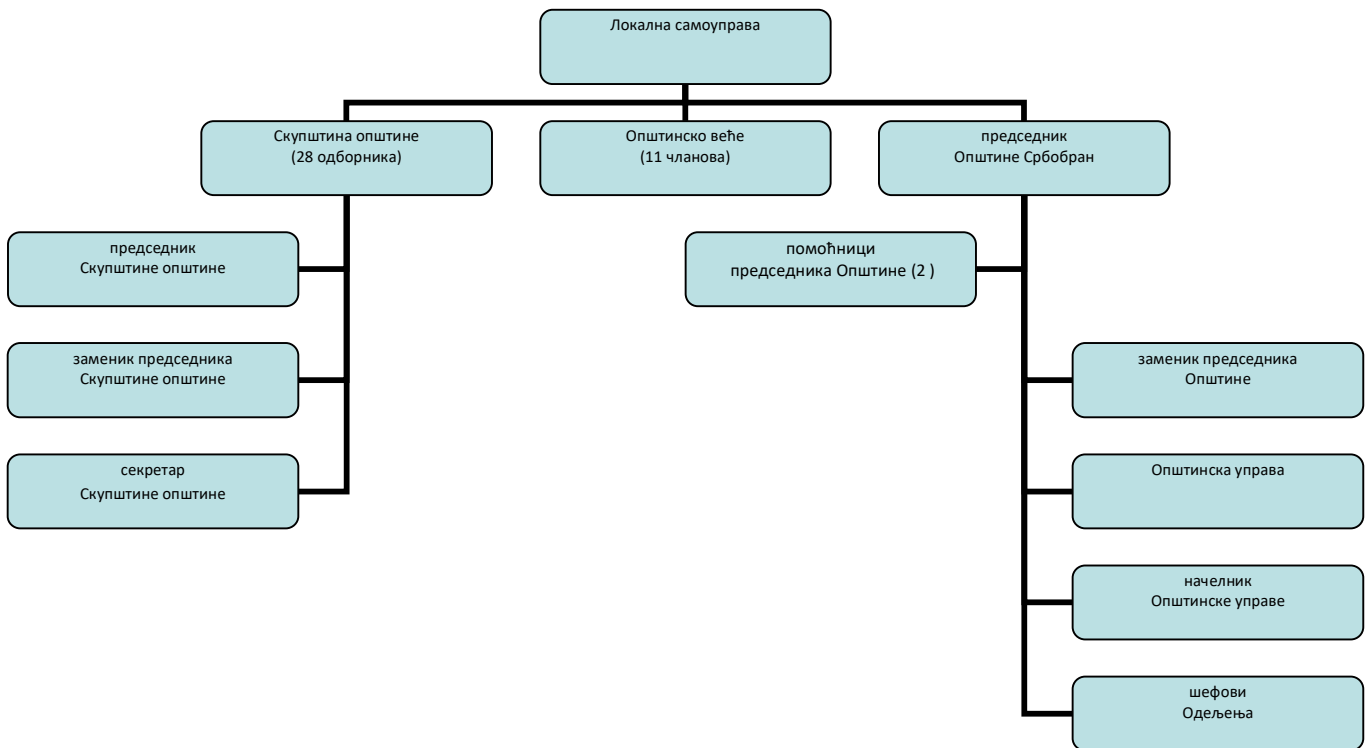 Локална самоуправа
Скупштина општине
(28 одборника)
Општинско веће
(11 чланова)
председник
Општине Србобран
председник
Скупштине општине
помоћници
председника Општине (2 )
заменик председника
Скупштине општине
заменик председника
Општине
секретар
Скупштине општине
Општинска управа
начелник
Општинске управе
шефови
Одељења